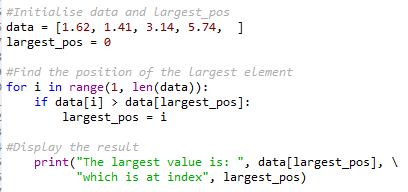 #Initialise data and largest_pos
data = [1.62, 1.41, 3.14, 5.74,  ]
largest_pos = 0

#Find the position of the largest element
for i in range(1, len(data)):
    if data[i] > data[largest_pos]:
        largest_pos = i

#Display the result
    print("The largest value is: ", data[largest_pos], \
          "which is at index", largest_pos)